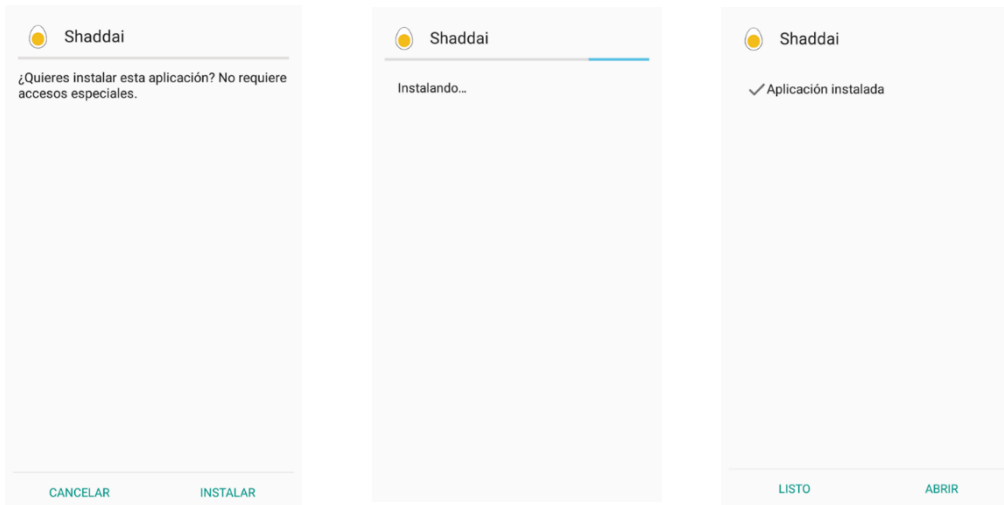 Shaddai
¿Quieres instalar esta aplicación? No requiere
accesos especiales.
CANCELAR
INSTALAR
Shaddai
Instalando...
Shaddai
Aplicación instalada
LISTO
ABRIR